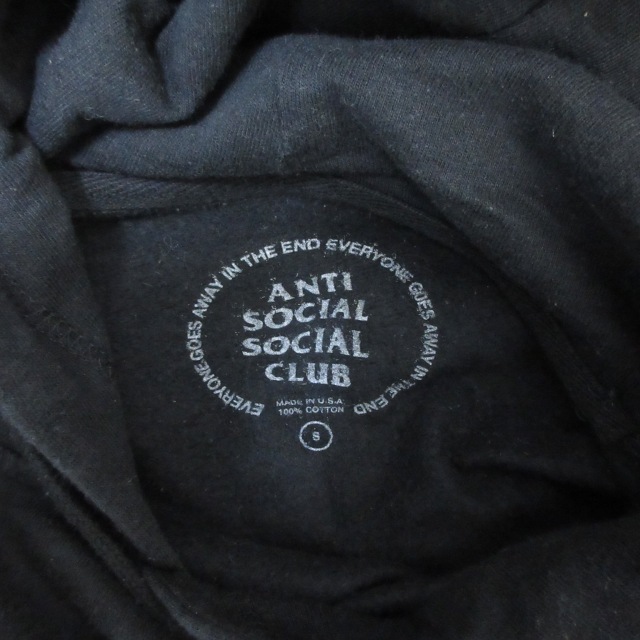 EVERYONE GOES AWAY IN THE END EVERYONE GOES AWAY IN THE END
ANTI
SOCIAL
SOCIAL
CLUB
MADE IN U.S.A
100% COTTON
S